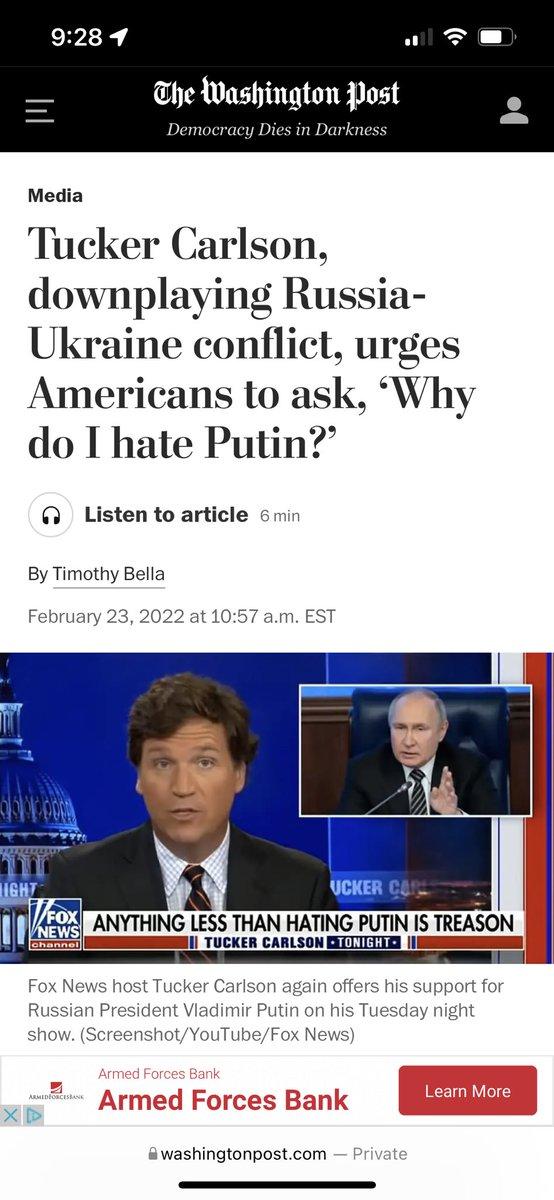 9:28
The Washington Post
Democracy Dies in Darkness
Media
Tucker Carlson,
downplaying Russia-
Ukraine conflict, urges
Americans to ask, ‘Why
do I hate Putin?’
Listen to article 6 min
By Timothy Bella
February 23, 2022 at 10:57 a.m. EST
IGHT
UCKER CAR
FOX
NEWS
channel
ANYTHING LESS THAN HATING PUTIN IS TREASON
TUCKER CARLSON •TONIGHT•
Fox News host Tucker Carlson again offers his support for
Russian President Vladimir Putin on his Tuesday night
show. (Screenshot/YouTube/Fox News)
Armed Forces Bank
ARMED FORCES BANK
Armed Forces Bank
Learn More
washingtonpost.com — Private